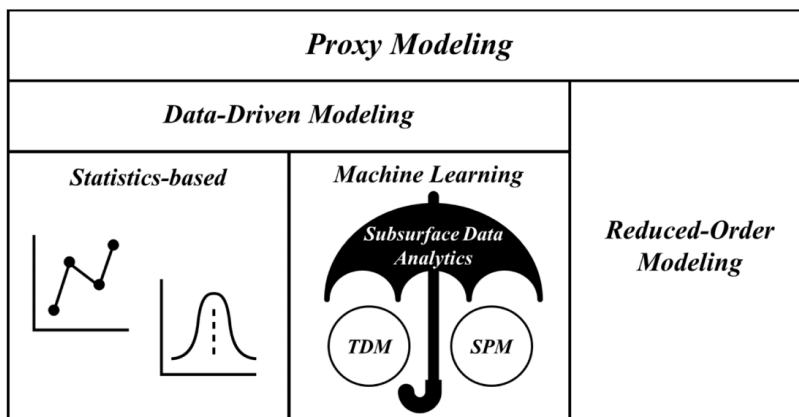 Proxy Modeling
Data-Driven Modeling
Statistics-based
Machine Learning
Subsurface Data
Analytics
TDM
SPM
Reduced-Order
Modeling